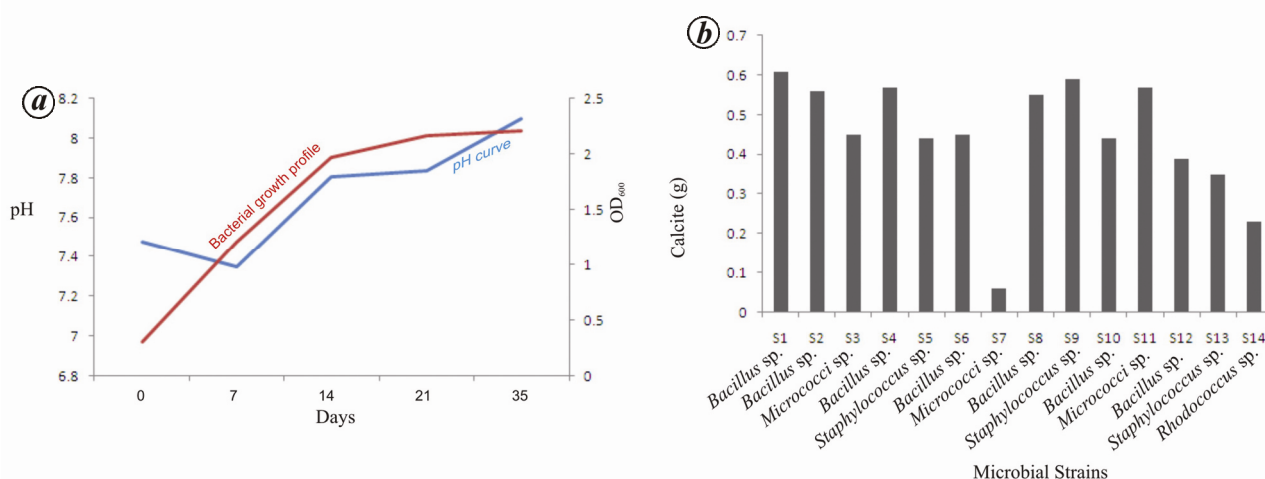 a
8.2
8
7.8
7.6
7.4
7.2
7
6.8
pH
Bacterial growth profile
pH curve
2.5
2
1.5
1
0.5
0
OD600
0 7 14 21 35
Days
b
0.7
0.6
0.5
0.4
0.3
0.2
0.1
0
Calcite (g)
S1 S2 S3 S4 S5 S6 S7 S8 S9 S10 S11 S12 S13 S14
Bacillus sp.
Bacillus sp.
Micrococci sp.
Bacillus sp.
Staphylococcus sp.
Bacillus sp.
Micrococci sp.
Bacillus sp.
Staphylococcus sp.
Bacillus sp.
Micrococci sp.
Bacillus sp.
Staphylococcus sp.
Rhodococcus sp.
Microbial Strains